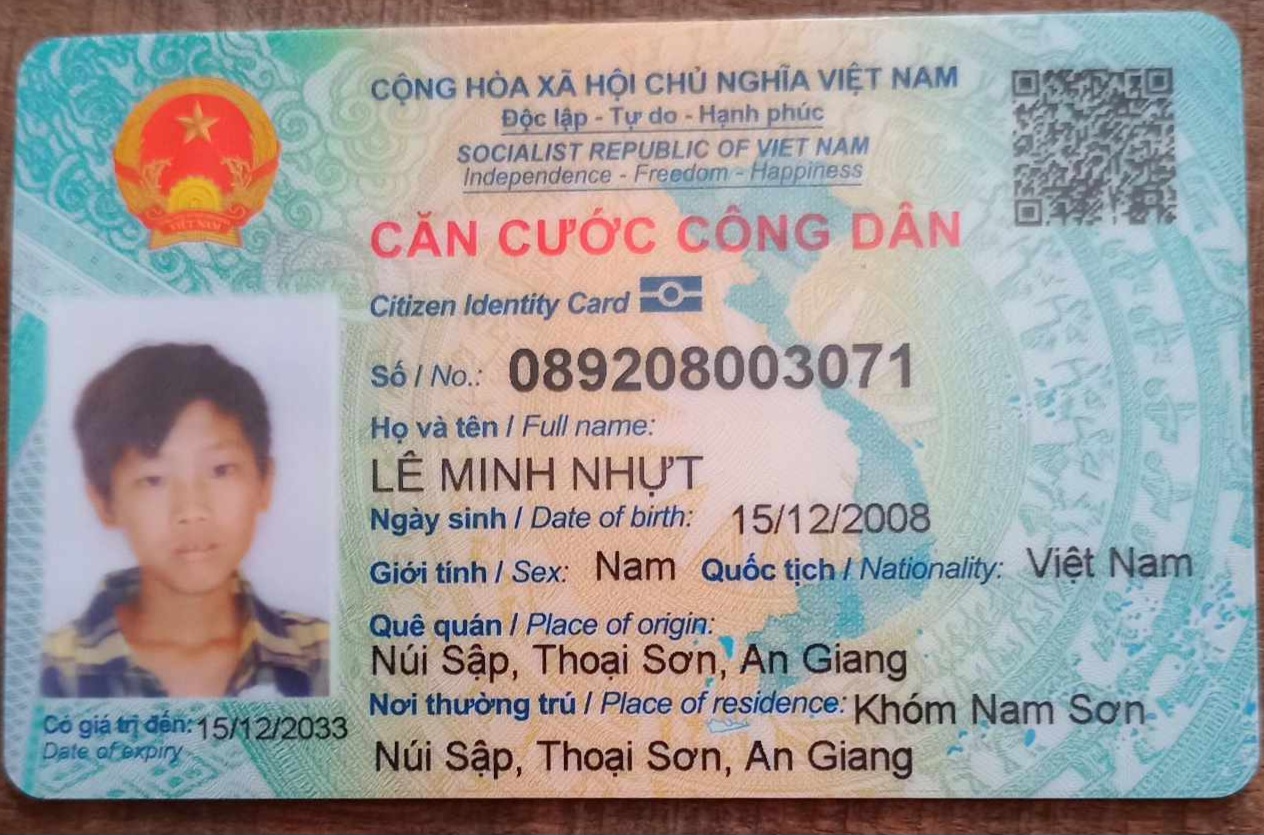 CỘNG HÒA XÃ HỘI CHỦ NGHĨA VIỆT NAM
Độc lập - Tự do - Hạnh phúc
SOCIALIST REPUBLIC OF VIET NAM
Independence - Freedom - Happiness
CĂN CƯỚC CÔNG DÂN
Citizen Identity Card
Số / No.: 089208003071
Họ và tên / Full name:
LÊ MINH NHỰT
Ngày sinh / Date of birth: 15/12/2008
Giới tính / Sex: Nam Quốc tịch / Nationality: Việt Nam
Quê quán / Place of origin:
Núi Sập, Thoại Sơn, An Giang
Nơi thường trú / Place of residence: Khóm Nam Sơn
Núi Sập, Thoại Sơn, An Giang
Có giá trị đến: 15/12/2033
Date of expiry
VIỆT NAM